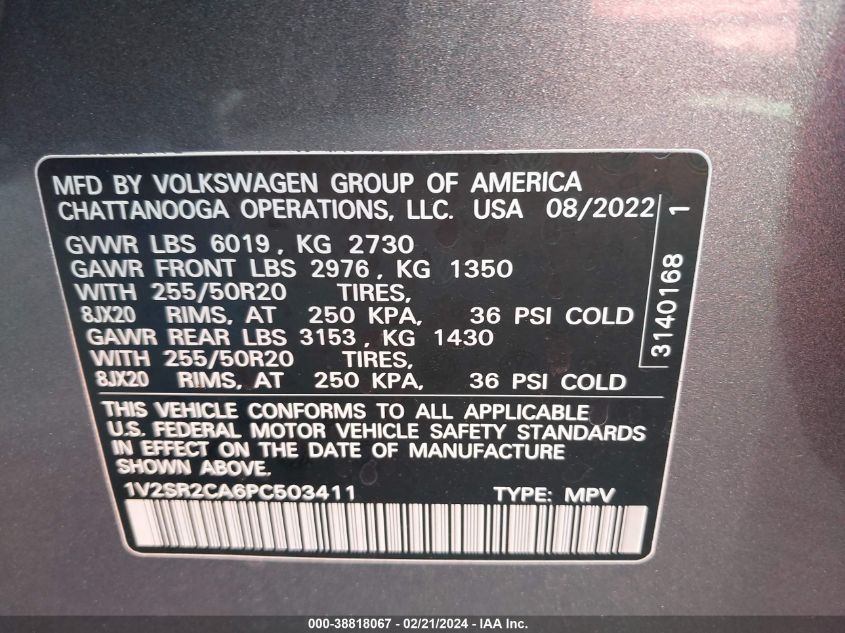 MFD BY VOLKSWAGEN GROUP OF AMERICA
CHATTANOOGA OPERATIONS, LLC. USA 08/2022
GVWR LBS 6019, KG 2730
GAWR FRONT LBS 2976, KG 1350
WITH 255/50R20 TIRES,
8JX20 RIMS, AT 250 KPA, 36 PSI COLD
GAWR REAR LBS 3153, KG 1430
WITH 255/50R20 TIRES,
8JX20 RIMS, AT 250 KPA, 36 PSI COLD
THIS VEHICLE CONFORMS TO ALL APPLICABLE
U.S. FEDERAL MOTOR VEHICLE SAFETY STANDARDS
IN EFFECT ON THE DATE OF MANUFACTURE
SHOWN ABOVE.
1V2SR2CA6PC503411 TYPE: MPV
3140168 1
000-38818067 - 02/21/2024 - IAA Inc.